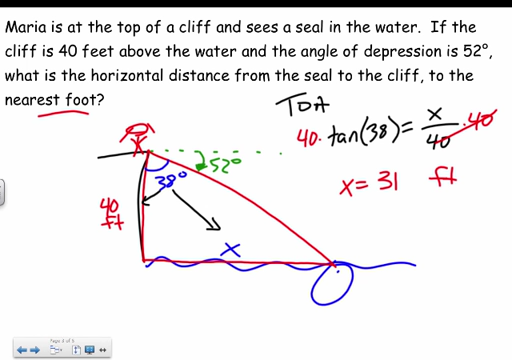 Maria is at the top of a cliff and sees a seal in the water. If the
cliff is 40 feet above the water and the angle of depression is 52°,
what is the horizontal distance from the seal to the cliff, to the
nearest foot?
TOA
40· tan(38)= x/40 ·40
x= 31 ft
52°
38°
40
ft
x